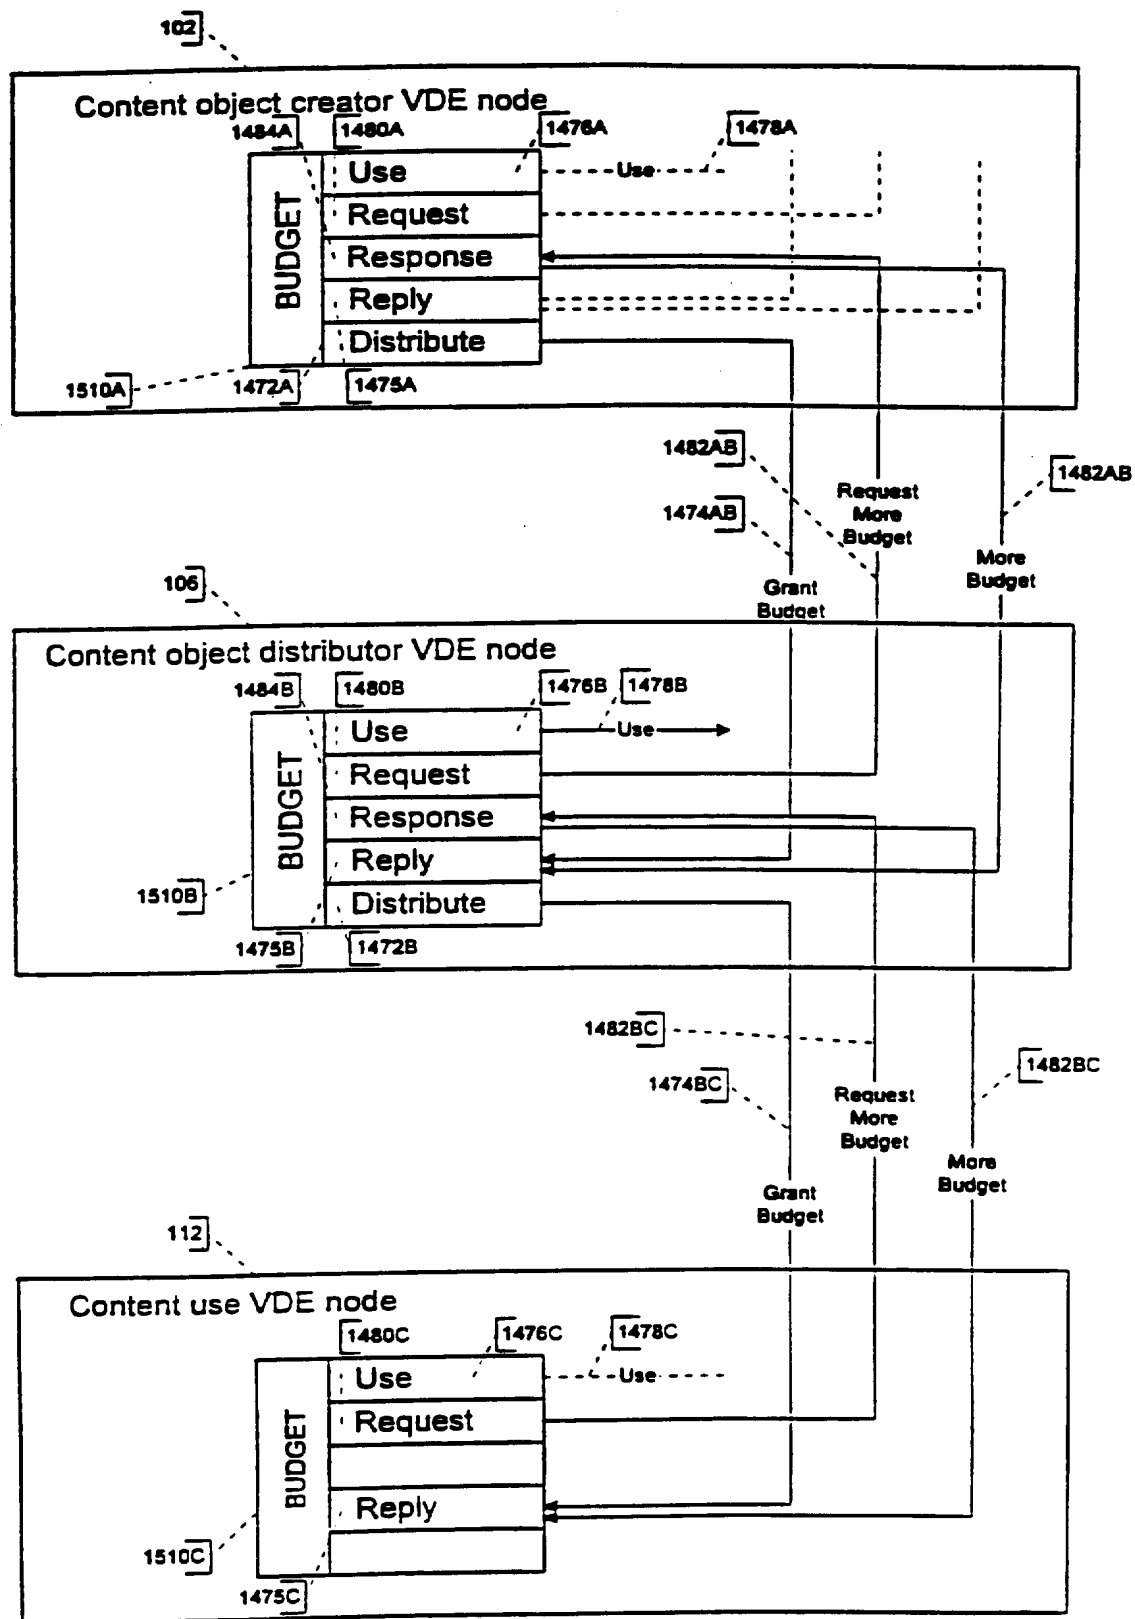 102
Content object creator VDE node
1484A
1480A
1476A
1478A
BUDGET
Use
Use
Request
Response
Reply
Distribute
1510A
1472A
1475A
1482AB
1482AB
1474AB
Request
More
Budget
More
Budget
Grant
Budget
106
Content object distributor VDE node
1484B
1480B
1476B
1478B
BUDGET
Use
Use
Request
Response
Reply
Distribute
1510B
1475B
1472B
1482BC
1482BC
1474BC
Request
More
Budget
More
Budget
Grant
Budget
112
Content use VDE node
1480C
1476C
1478C
BUDGET
Use
Use
Request
Reply
1510C
1475C